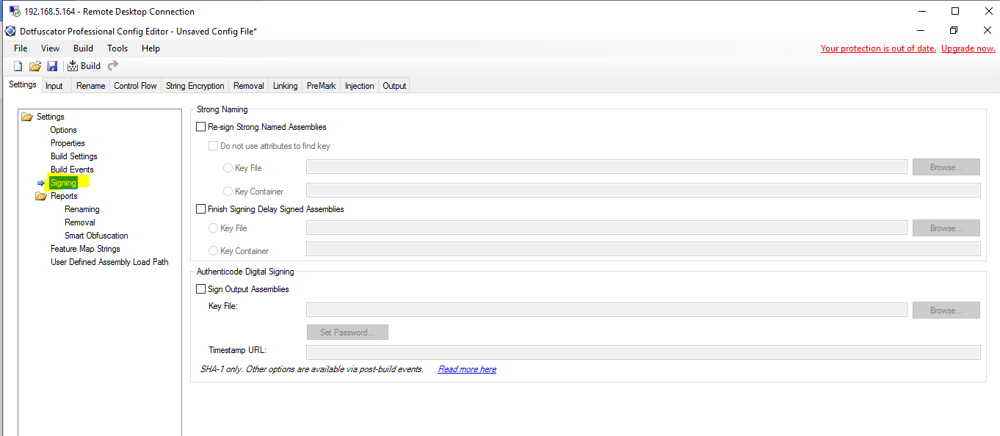 192.168.5.164 - Remote Desktop Connection
Dotfuscator Professional Config Editor - Unsaved Config File*
File View Build Tools Help
Your protection is out of date. Upgrade now.
Build
Settings Input Rename Control Flow String Encryption Removal Linking PreMark Injection Output
Settings
Options
Properties
Build Settings
Build Events
Signing
Reports
Renaming
Removal
Smart Obfuscation
Feature Map Strings
User Defined Assembly Load Path
Strong Naming
Re-sign Strong Named Assemblies
Do not use attributes to find key
Key File
Browse...
Key Container
Finish Signing Delay Signed Assemblies
Key File
Browse...
Key Container
Authenticode Digital Signing
Sign Output Assemblies
Key File:
Browse...
Set Password...
Timestamp URL:
SHA-1 only. Other options are available via post-build events. Read more here